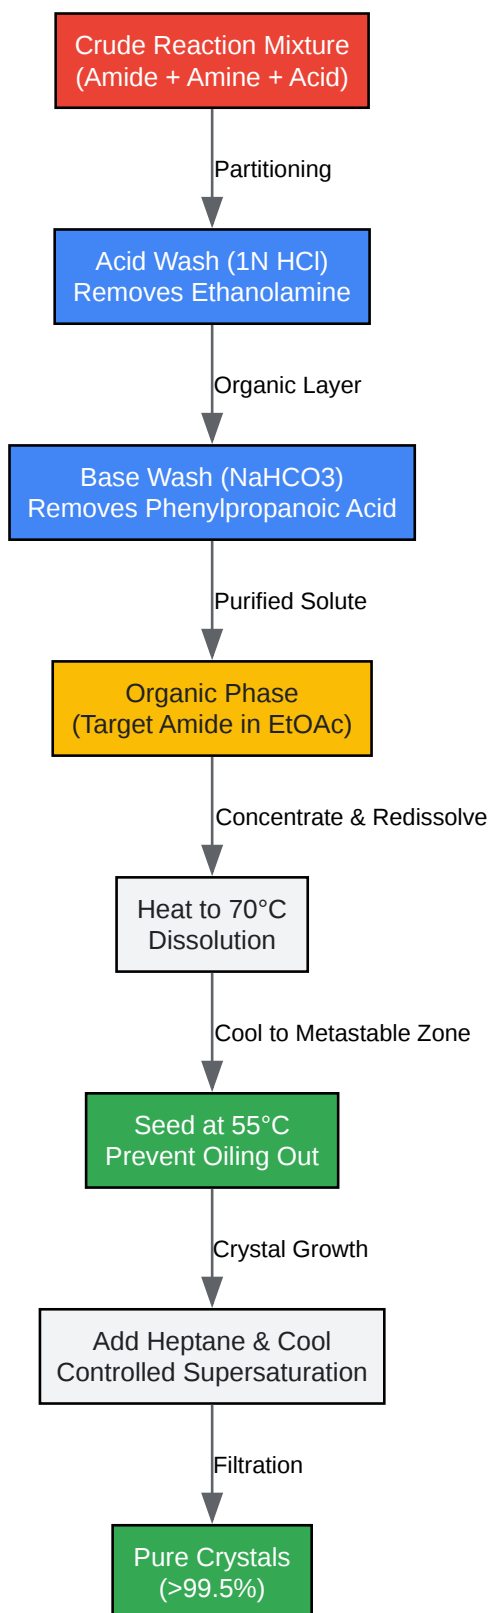 Crude Reaction Mixture
(Amide + Amine + Acid)
Partitioning
Acid Wash (1N HCl)
Removes Ethanolamine
Organic Layer
Base Wash (NaHCO3)
Removes Phenylpropanoic Acid
Purified Solute
Organic Phase
(Target Amide in EtOAc)
Concentrate & Redissolve
Heat to 70°C
Dissolution
Cool to Metastable Zone
Seed at 55°C
Prevent Oiling Out
Crystal Growth
Add Heptane & Cool
Controlled Supersaturation
Filtration
Pure Crystals
(>99.5%)